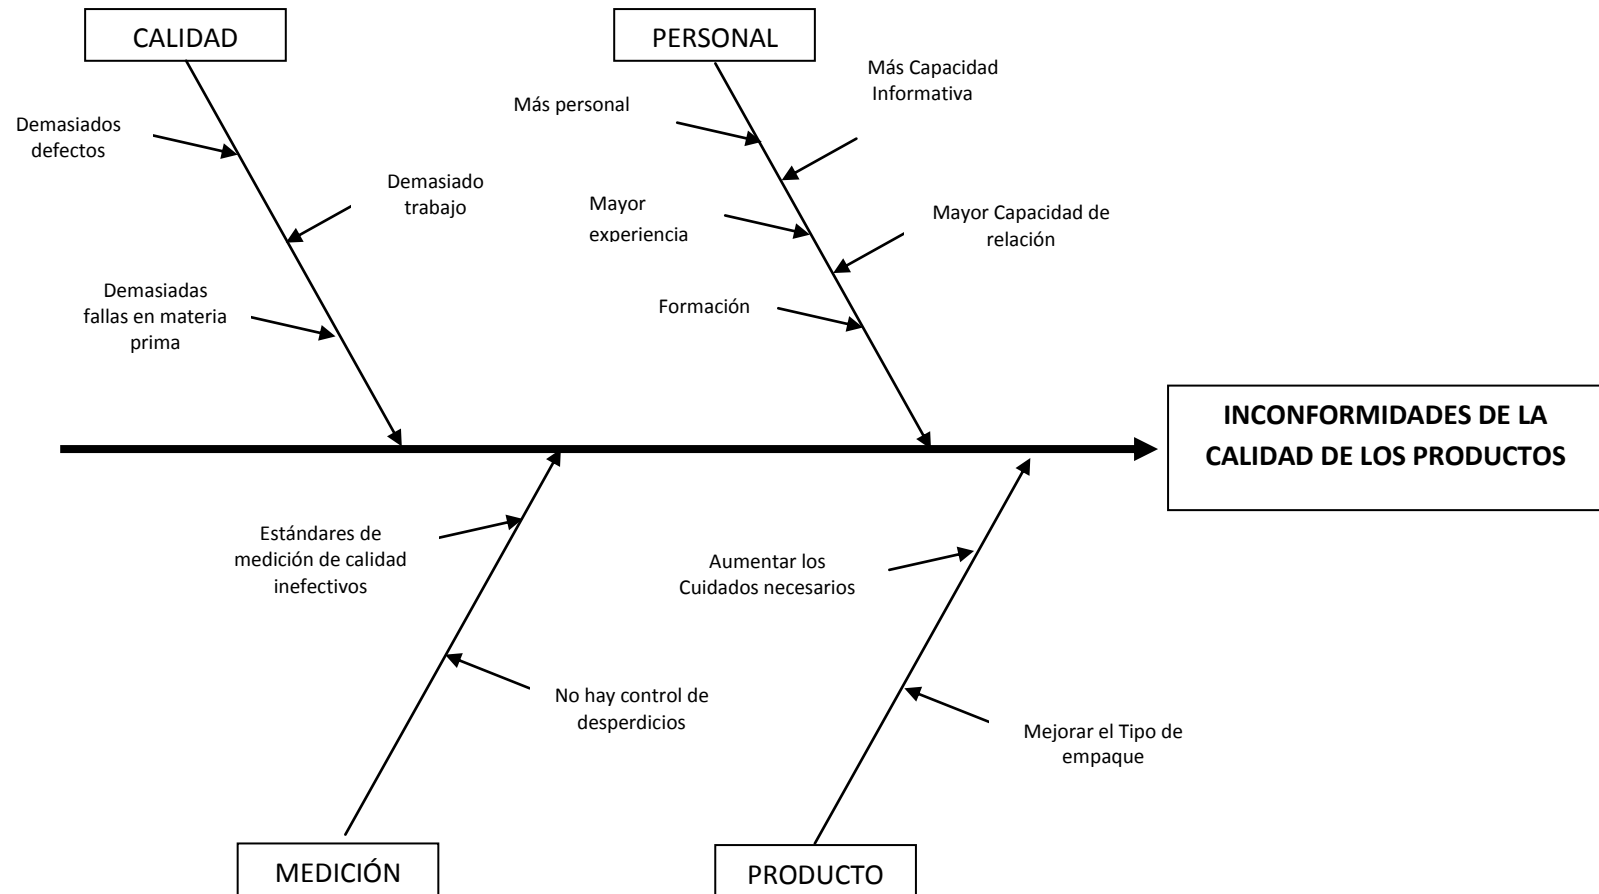 CALIDAD
PERSONAL
Más Capacidad
Informativa
Más personal
Demasiados
defectos
Demasiado
trabajo
Mayor
experiencia
Mayor Capacidad de
relación
Demasiadas
fallas en materia
prima
Formación
INCONFORMIDADES DE LA
CALIDAD DE LOS PRODUCTOS
Estándares de
medición de calidad
inefectivos
Aumentar los
Cuidados necesarios
No hay control de
desperdicios
Mejorar el Tipo de
empaque
MEDICIÓN
PRODUCTO